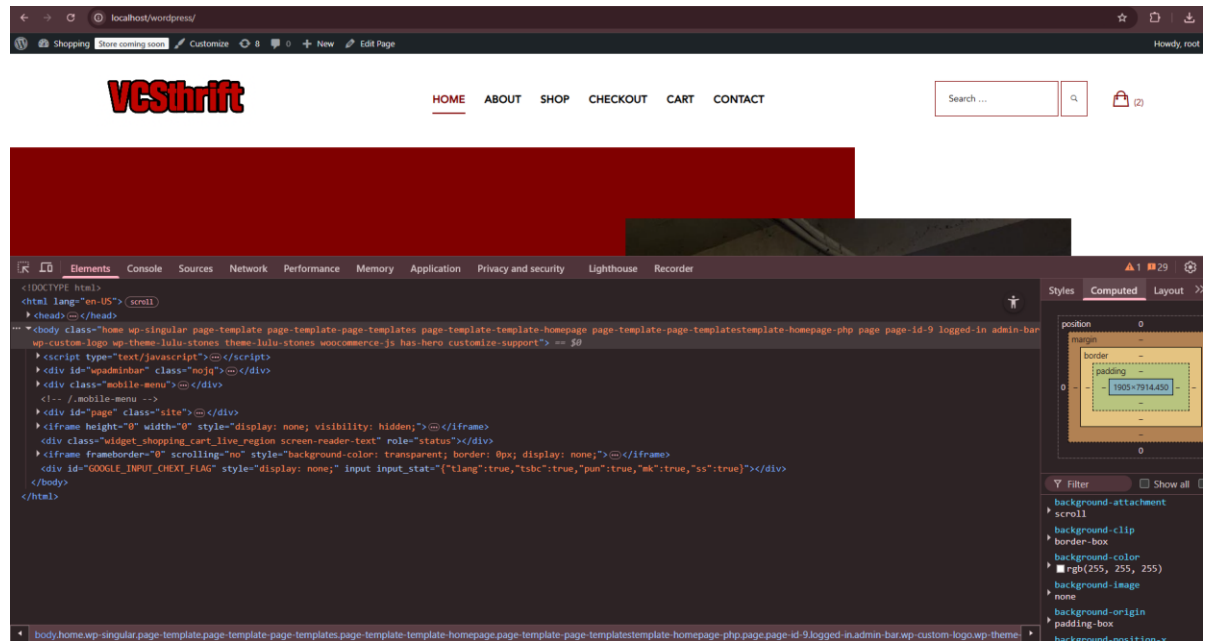 localhost/wordpress/
Shopping Store coming soon Customize 8 0 + New Edit Page Howdy, root
VCSthrift HOME ABOUT SHOP CHECKOUT CART CONTACT Search ... (2)
Elements Console Sources Network Performance Memory Application Privacy and security Lighthouse Recorder 1 29
<!DOCTYPE html>
<html lang="en-US"> scroll
<head> … </head>
... <body class="home wp-singular page-template page-template-page-templates page-template-template-homepage page-template-page-templatestemplate-homepage-php page page-id-9 logged-in admin-bar
wp-custom-logo wp-theme-lulu-stones theme-lulu-stones woocommerce-js has-hero customize-support"> == $0
<script type="text/javascript"> … </script>
<div id="wpadminbar" class="nojq"> … </div>
<div class="mobile-menu"> … </div>
<!-- /.mobile-menu -->
<div id="page" class="site"> … </div>
<iframe height="0" width="0" style="display: none; visibility: hidden;"> … </iframe>
<div class="widget_shopping_cart_live_region screen-reader-text" role="status"></div>
<iframe frameborder="0" scrolling="no" style="background-color: transparent; border: 0px; display: none;"> … </iframe>
<div id="GOOGLE_INPUT_CHEXT_FLAG" style="display: none;" input input_stat="{"tlang":true,"tsbc":true,"pun":true,"mk":true,"ss":true}"></div>
</body>
</html>
body.home.wp-singular.page-template.page-template-page-templates.page-template-template-homepage.page-template-page-templatestemplate-homepage-php.page.page-id-9.logged-in.admin-bar.wp-custom-logo.wp-theme-
Styles Computed Layout
position 0
margin -
border -
padding -
0 - - - 1905×7914.450 - - - 0
-
-
-
0
Filter Show all
background-attachment
scroll
background-clip
border-box
background-color
rgb(255, 255, 255)
background-image
none
background-origin
padding-box
background-position-x